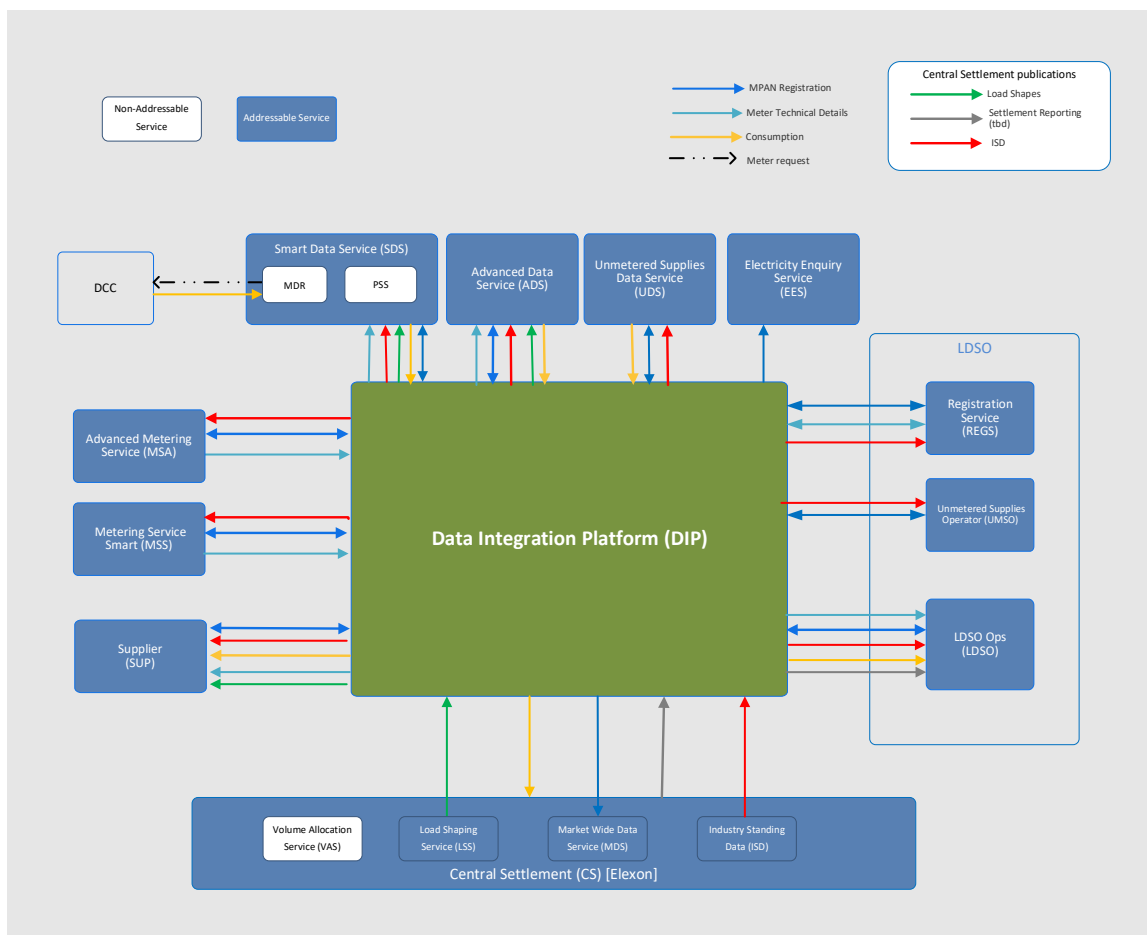 Non-Addressable
Service
Addressable Service
MPAN Registration
Meter Technical Details
Consumption
Meter request
Central Settlement publications
Load Shapes
Settlement Reporting
(tbd)
ISD
DCC
Smart Data Service (SDS)
MDR
PSS
Advanced Data
Service (ADS)
Unmetered Supplies
Data Service
(UDS)
Electricity Enquiry
Service
(EES)
LDSO
Registration
Service
(REGS)
Unmetered Supplies
Operator (UMSO)
LDSO Ops
(LDSO)
Advanced Metering
Service (MSA)
Metering Service
Smart (MSS)
Supplier
(SUP)
Data Integration Platform (DIP)
Volume Allocation
Service (VAS)
Load Shaping
Service (LSS)
Market Wide Data
Service (MDS)
Industry Standing
Data (ISD)
Central Settlement (CS) [Elexon]